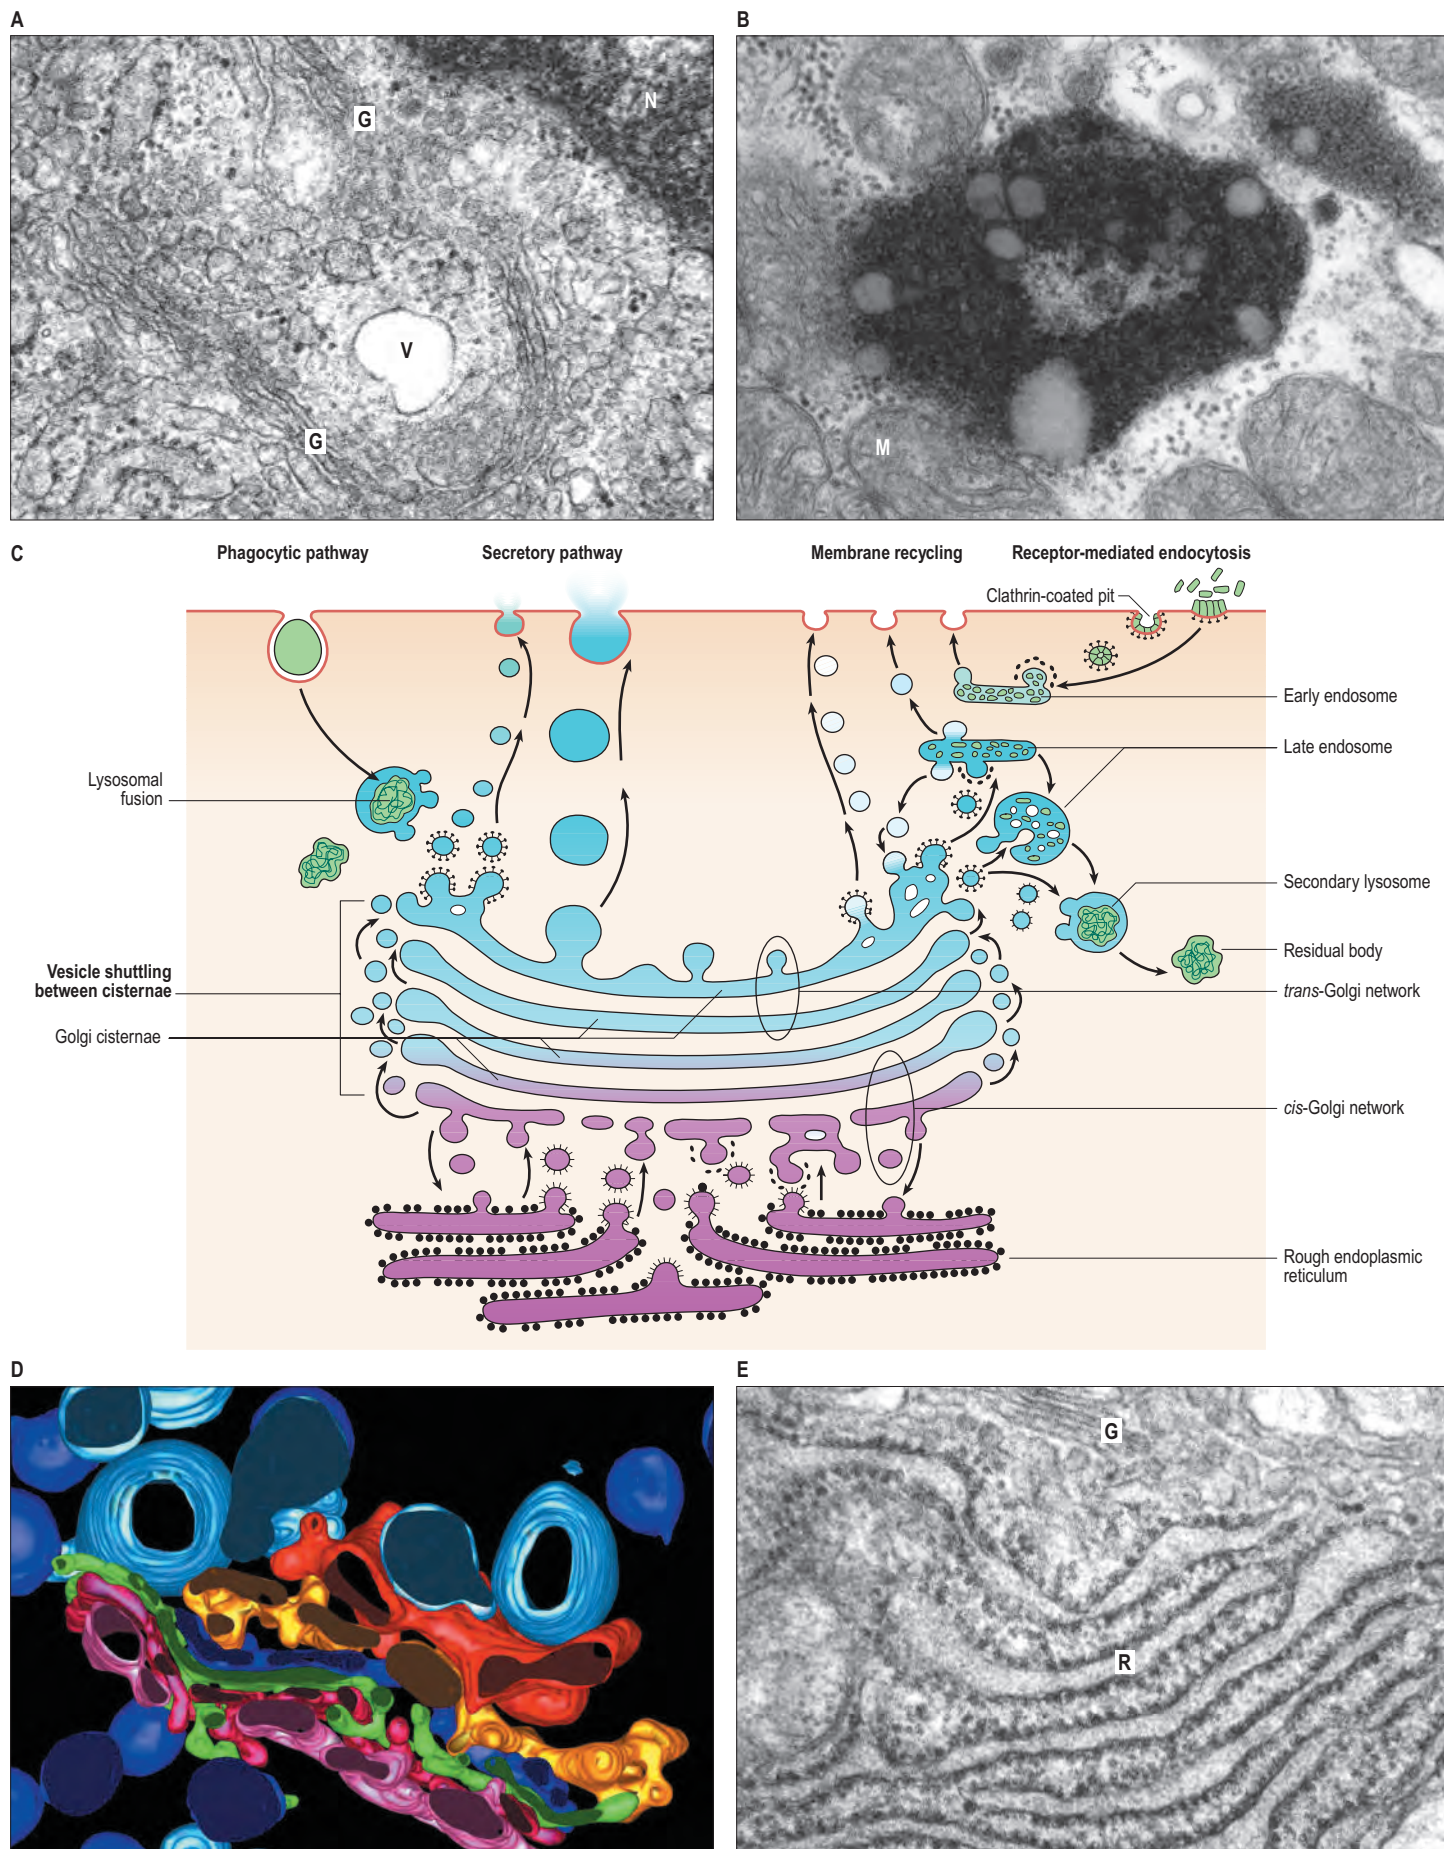 A
B
G
N
V
G
M
C
Phagocytic pathway
Secretory pathway
Membrane recycling
Receptor-mediated endocytosis
Clathrin-coated pit
Early endosome
Late endosome
Lysosomal
fusion
Secondary lysosome
Residual body
Vesicle shuttling
between cisternae
trans-Golgi network
Golgi cisternae
cis-Golgi network
Rough endoplasmic
reticulum
D
E
G
R